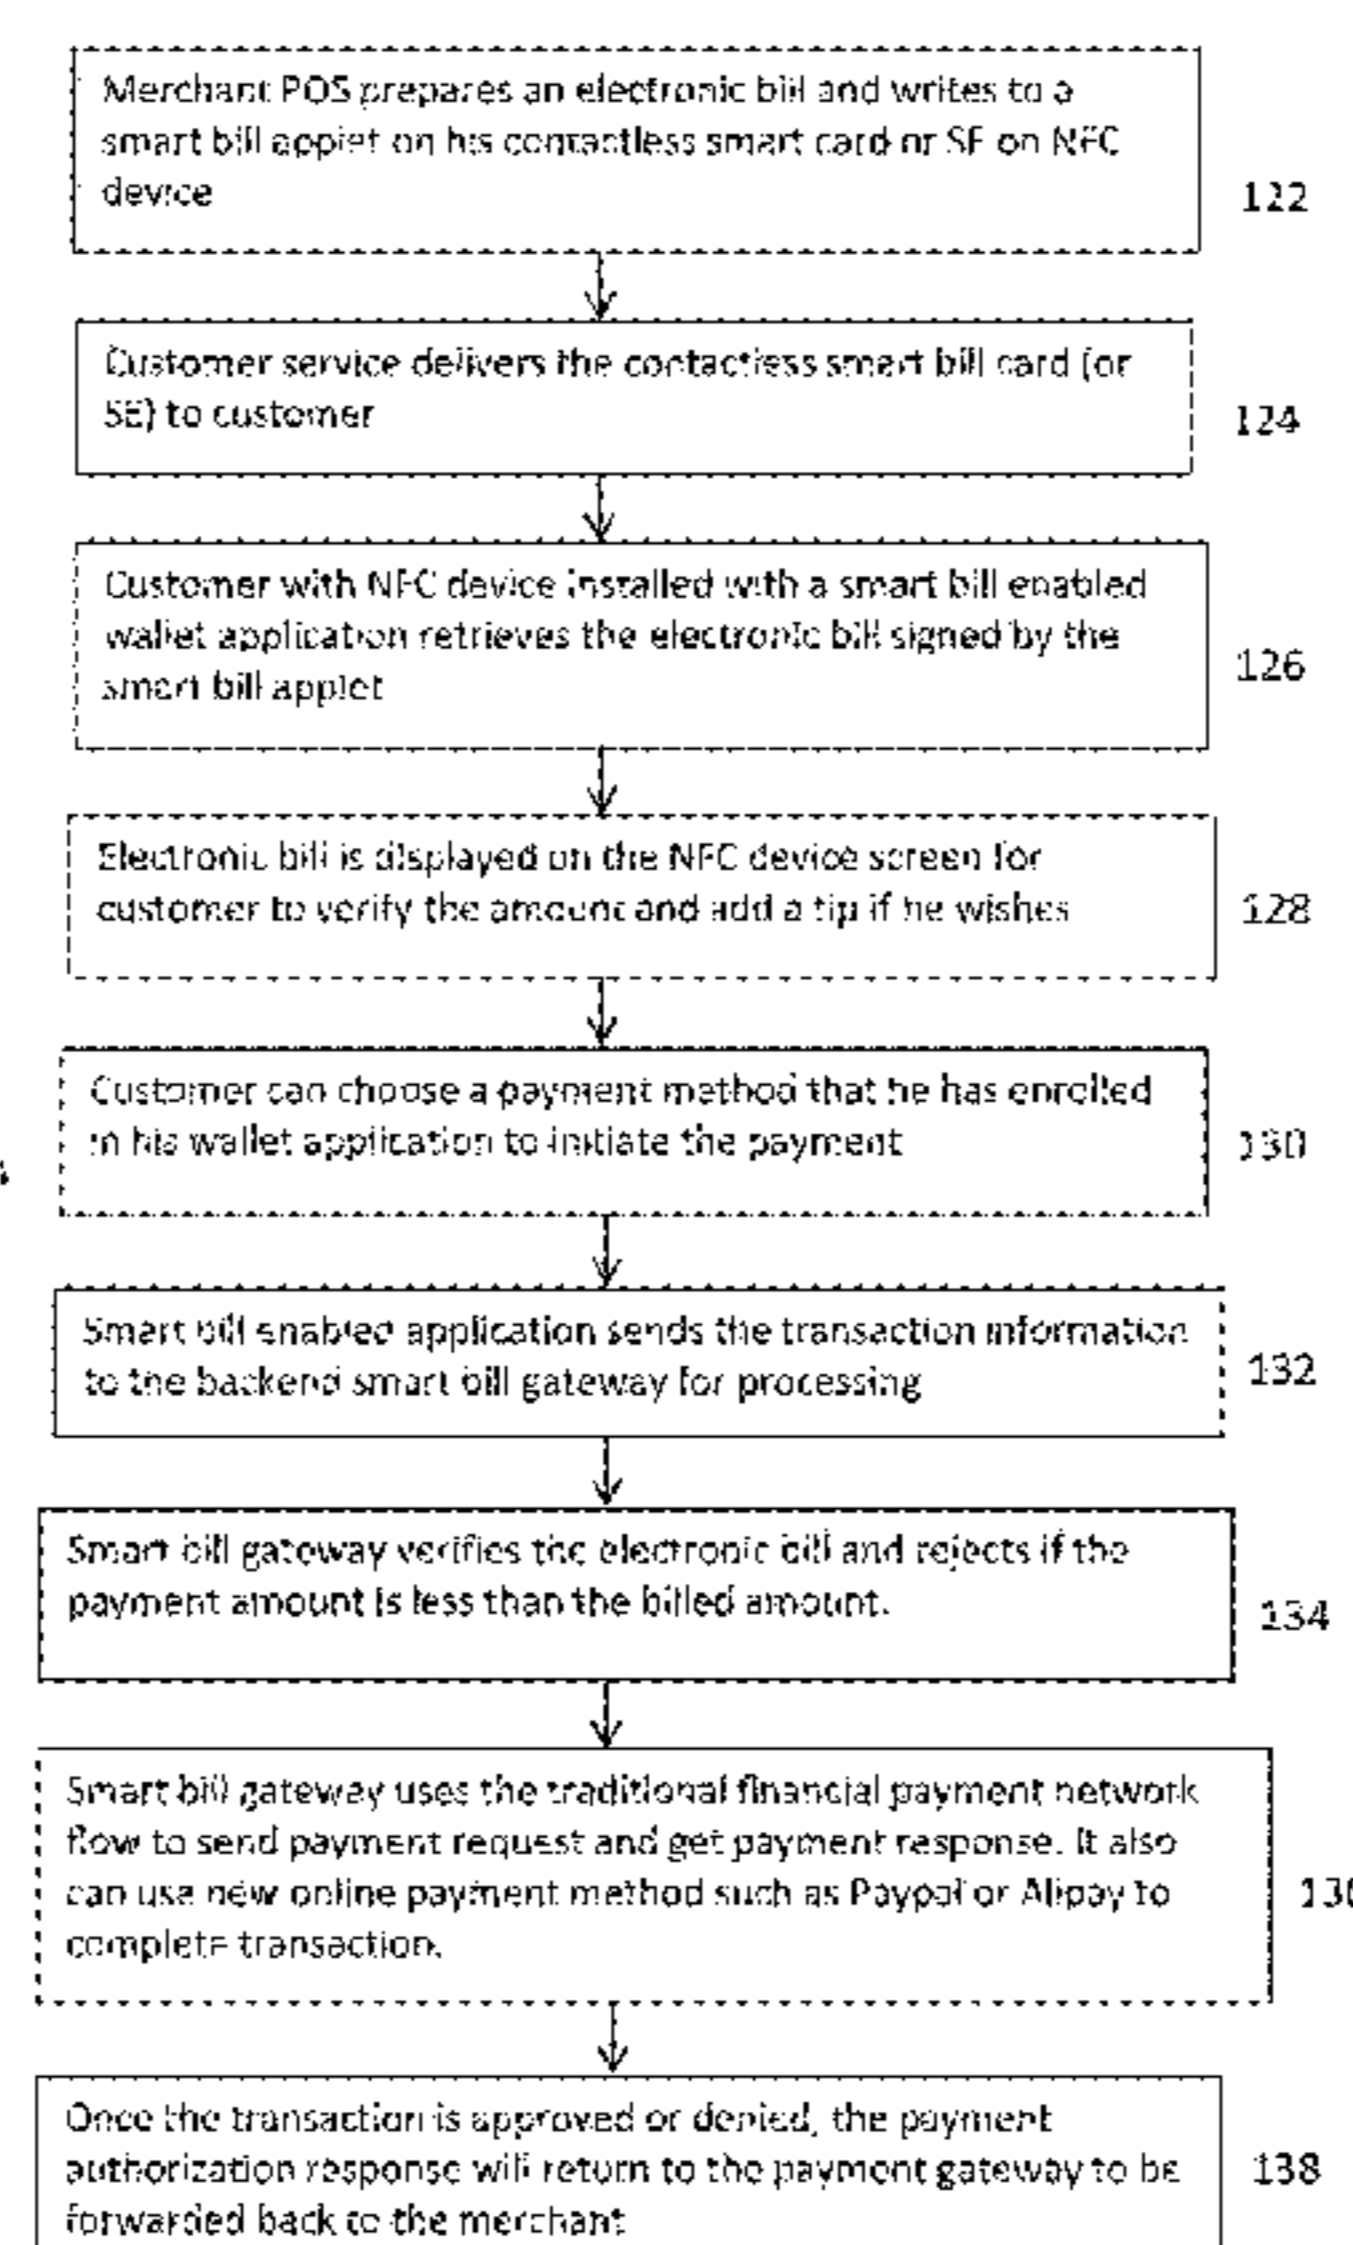 Merchant POS prepares an electronic bill and writes to a
smart bill applet on his contactless smart card or SE on NFC
device
122
Customer service delivers the contactless smart bill card (or
SE) to customer
124
Customer with NFC device installed with a smart bill enabled
wallet application retrieves the electronic bill signed by the
smart bill applet
126
Electronic bill is displayed on the NFC device screen for
customer to verify the amount and add a tip if he wishes
128
Customer can choose a payment method that he has enrolled
in his wallet application to initiate the payment
130
Smart bill enabled application sends the transaction information
to the backend smart bill gateway for processing
132
Smart bill gateway verifies the electronic bill and rejects if the
payment amount is less than the billed amount.
134
Smart bill gateway uses the traditional financial payment network
flow to send payment request and get payment response. It also
can use new online payment method such as Paypal or Alipay to
complete transaction.
136
Once the transaction is approved or denied, the payment
authorization response will return to the payment gateway to be
forwarded back to the merchant
138